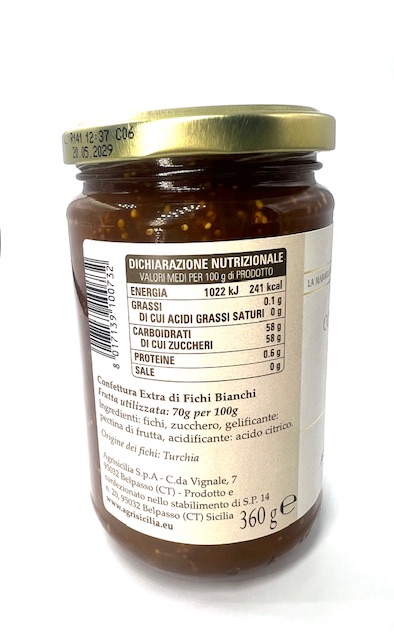 L R141 12:37 C06
20.05.2029
DICHIARAZIONE NUTRIZIONALE
VALORI MEDI PER 100 g di PRODOTTO
ENERGIA 1022 kJ 241 kcal
GRASSI 0.1 g
DI CUI ACIDI GRASSI SATURI 0 g
CARBOIDRATI 58 g
DI CUI ZUCCHERI 58 g
PROTEINE 0.6 g
SALE 0 g
8 017139 100732
Confettura Extra di Fichi Bianchi
Frutta utilizzata: 70g per 100g
Ingredienti: fichi, zucchero, gelificante:
pectina di frutta, acidificante: acido citrico.
Origine dei fichi: Turchia
Agrisicilia S.p.A - C.da Vignale, 7
95032 Belpasso (CT) - Prodotto e
confezionato nello stabilimento di S.P. 14
n. 20, 95032 Belpasso (CT) Sicilia
www.agrisicilia.eu
360 g e